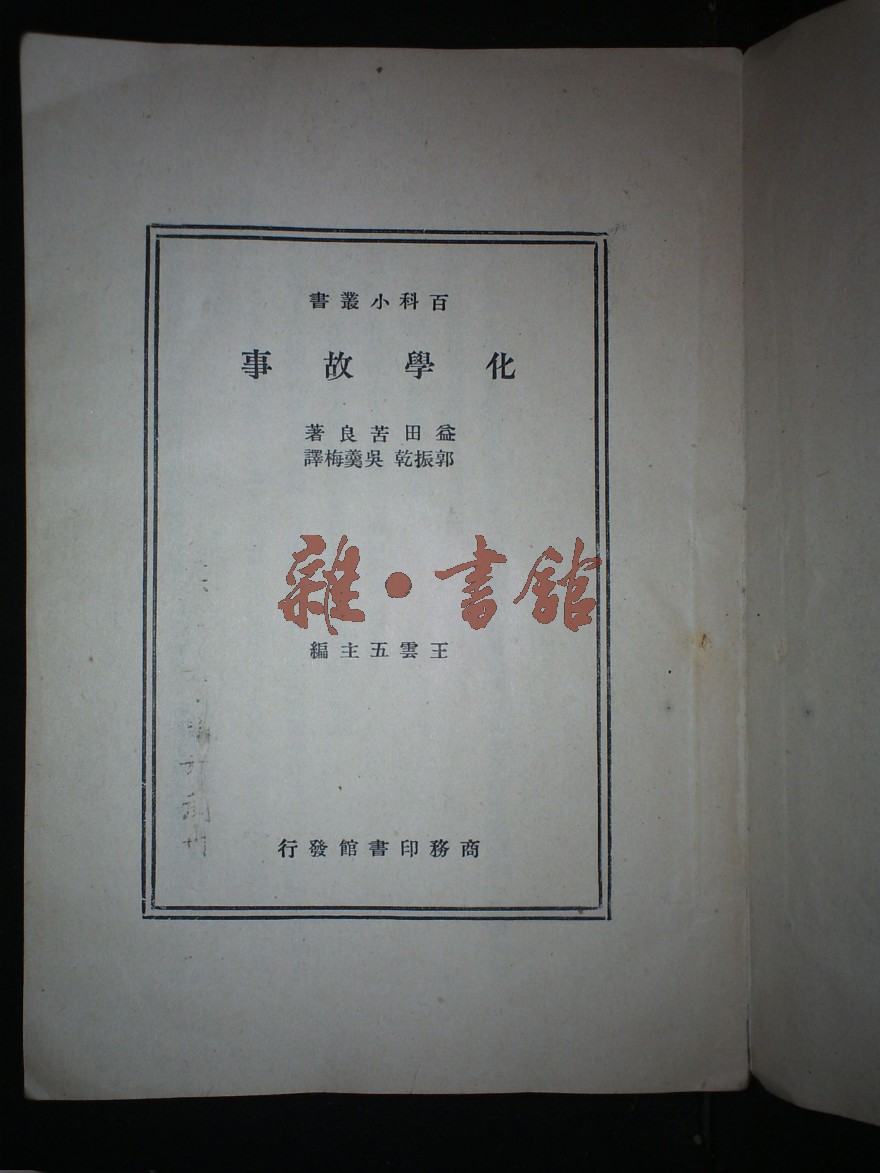 百科小叢書
化學故事
益田苦良著
郭振乾 吳羹梅譯
雜·書館
王雲五主編
商務印書館發行